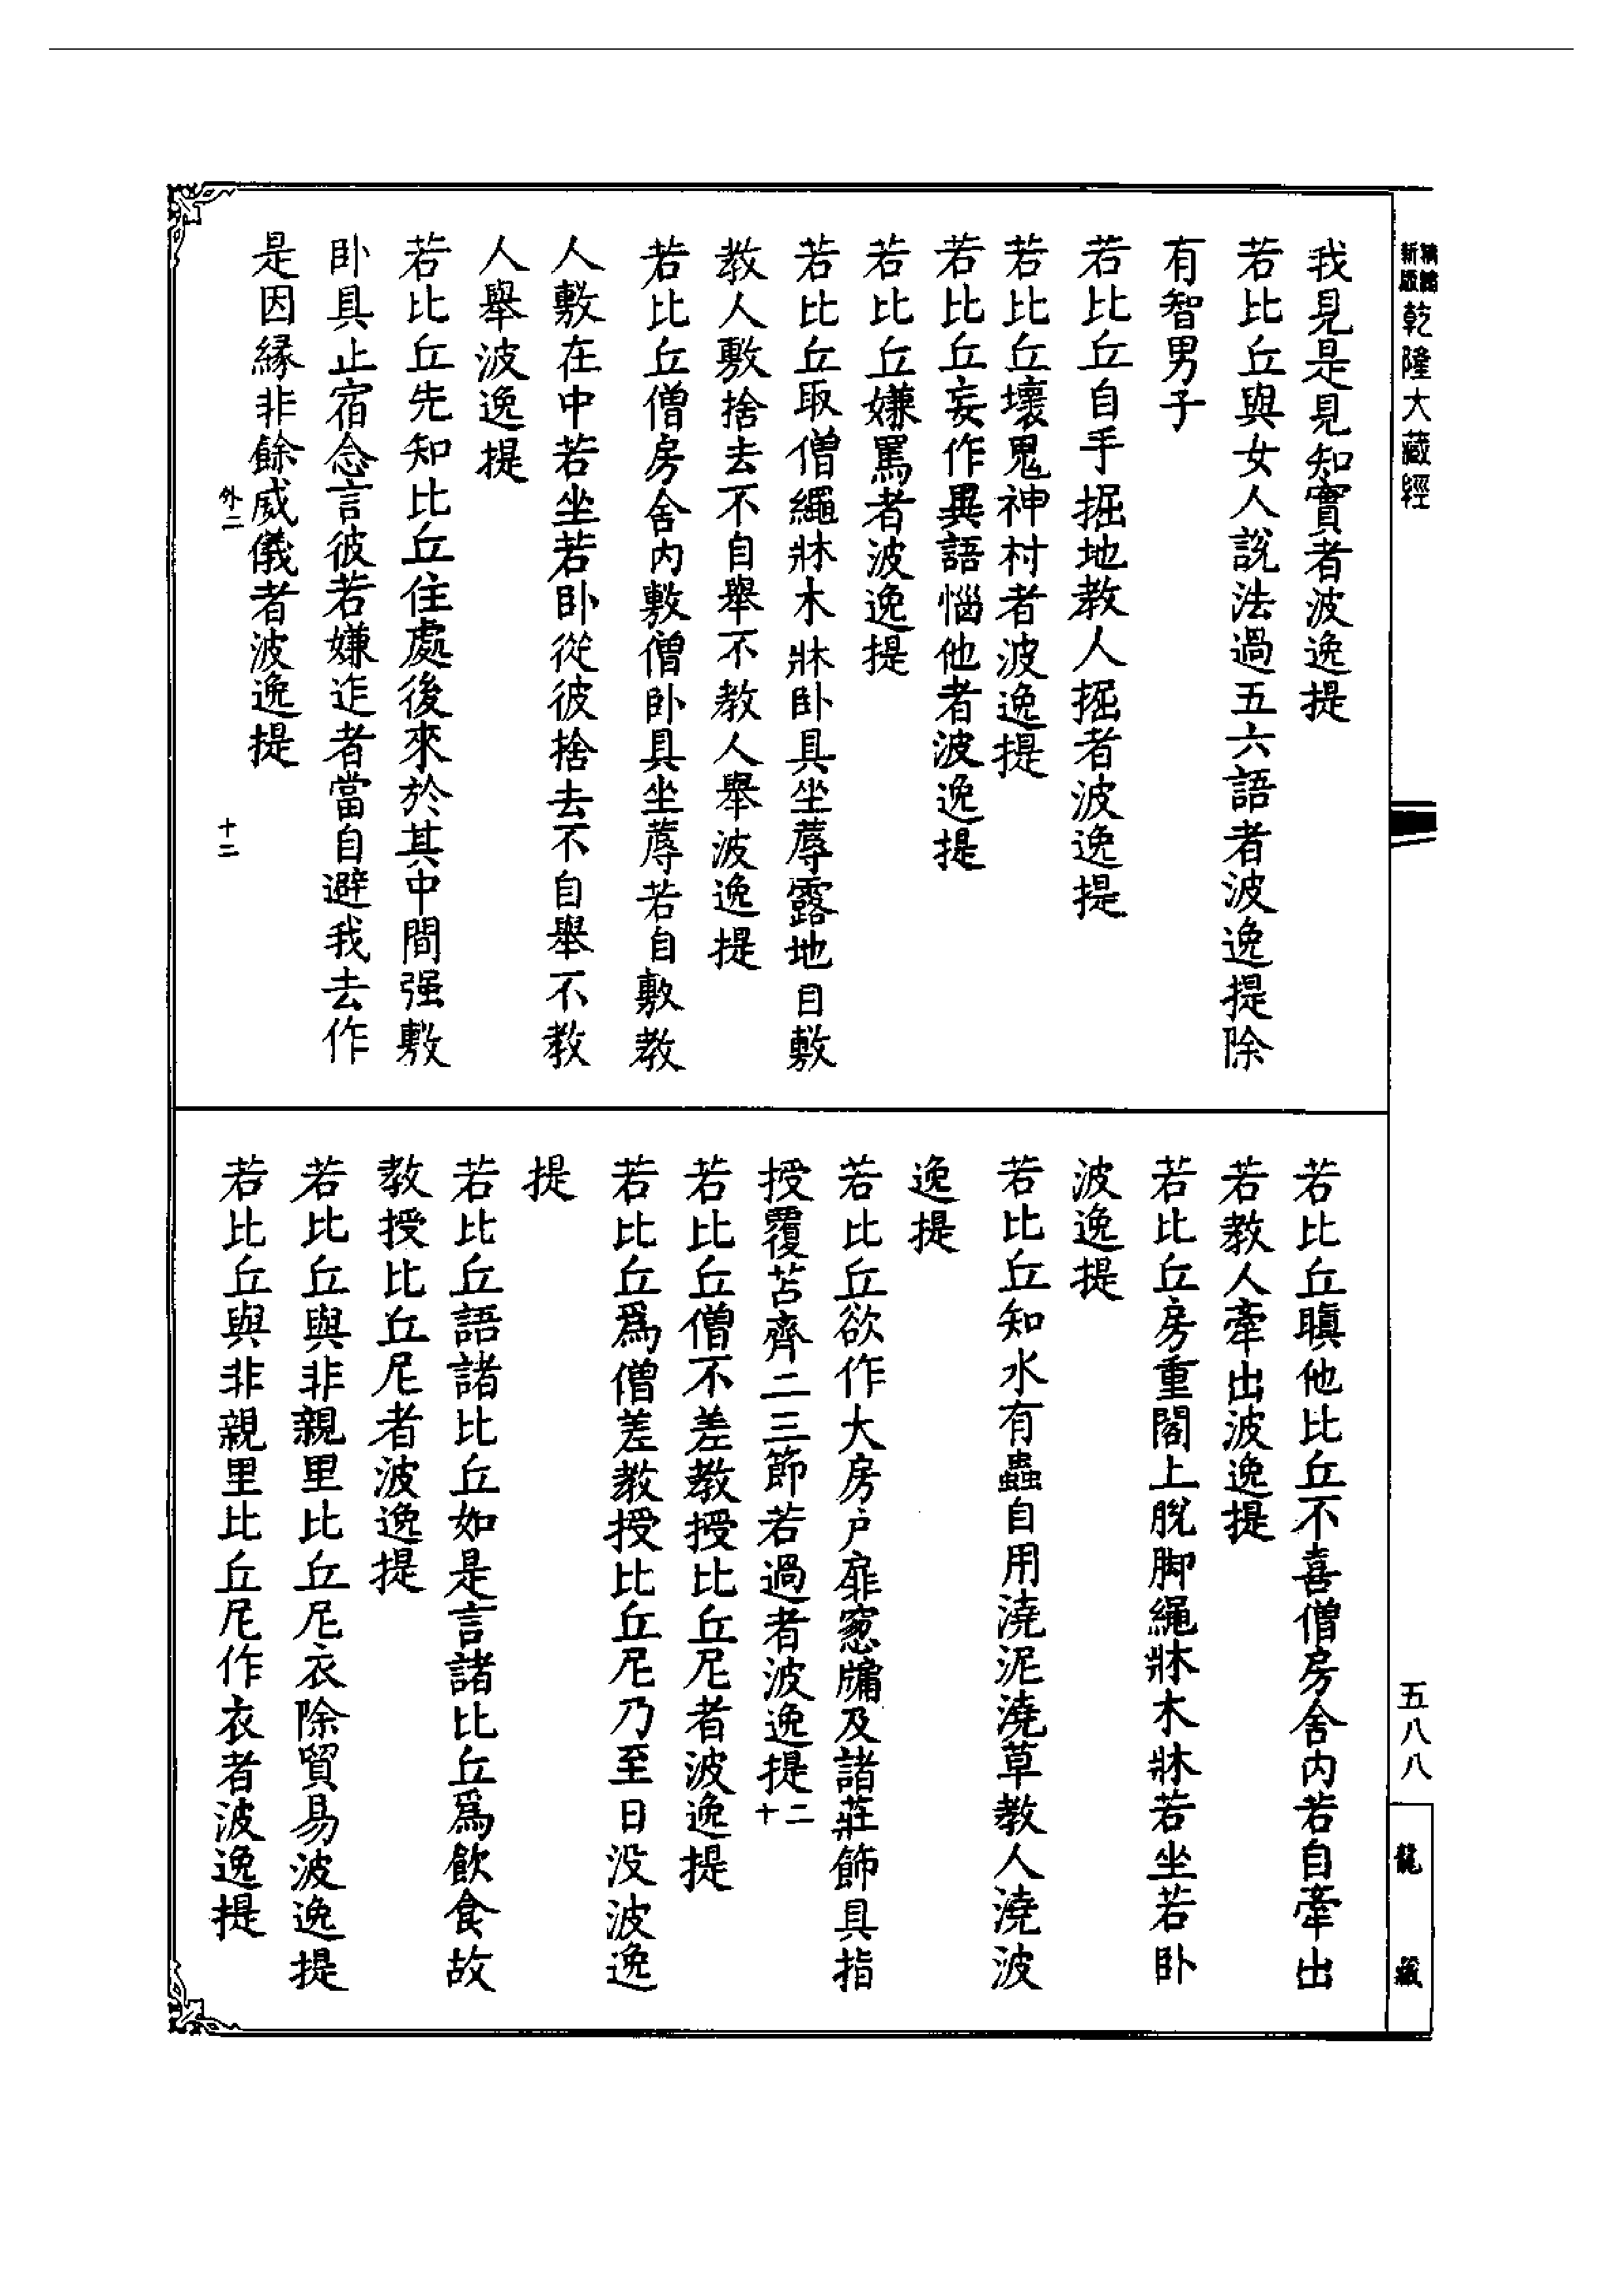 新版精縮乾隆大藏經
五八八
龍藏
我見是見知實者波逸提
若比丘與女人說法過五六語者波逸提除
有智男子
若比丘自手掘地教人掘者波逸提
若比丘壞鬼神村者波逸提
若比丘妄作異語惱他者波逸提
若比丘嫌罵者波逸提
若比丘取僧繩牀木牀卧具坐蓐露地自敷
教人敷捨去不自舉不教人舉波逸提
若比丘僧房舍内敷僧卧具坐蓐若自敷教
人敷在中若坐若卧從彼捨去不自舉不教
人舉波逸提
若比丘先知比丘住處後來於其中間强敷
卧具止宿念言彼若嫌迮者當自避我去作
是因緣非餘威儀者波逸提
外二
十二
若比丘瞋他比丘不喜僧房舍内若自牽出
若教人牽出波逸提
若比丘房重閣上脫脚繩牀木牀若坐若卧
波逸提
若比丘知水有蟲自用澆泥澆草教人澆波
逸提
若比丘欲作大房户扉窻牖及諸莊飾具指
授覆苫齊二三節若過者波逸提二十
若比丘僧不差教授比丘尼者波逸提
若比丘爲僧差教授比丘尼乃至日没波逸
提
若比丘語諸比丘如是言諸比丘爲飲食故
教授比丘尼者波逸提
若比丘與非親里比丘尼衣除貿易波逸提
若比丘與非親里比丘尼作衣者波逸提